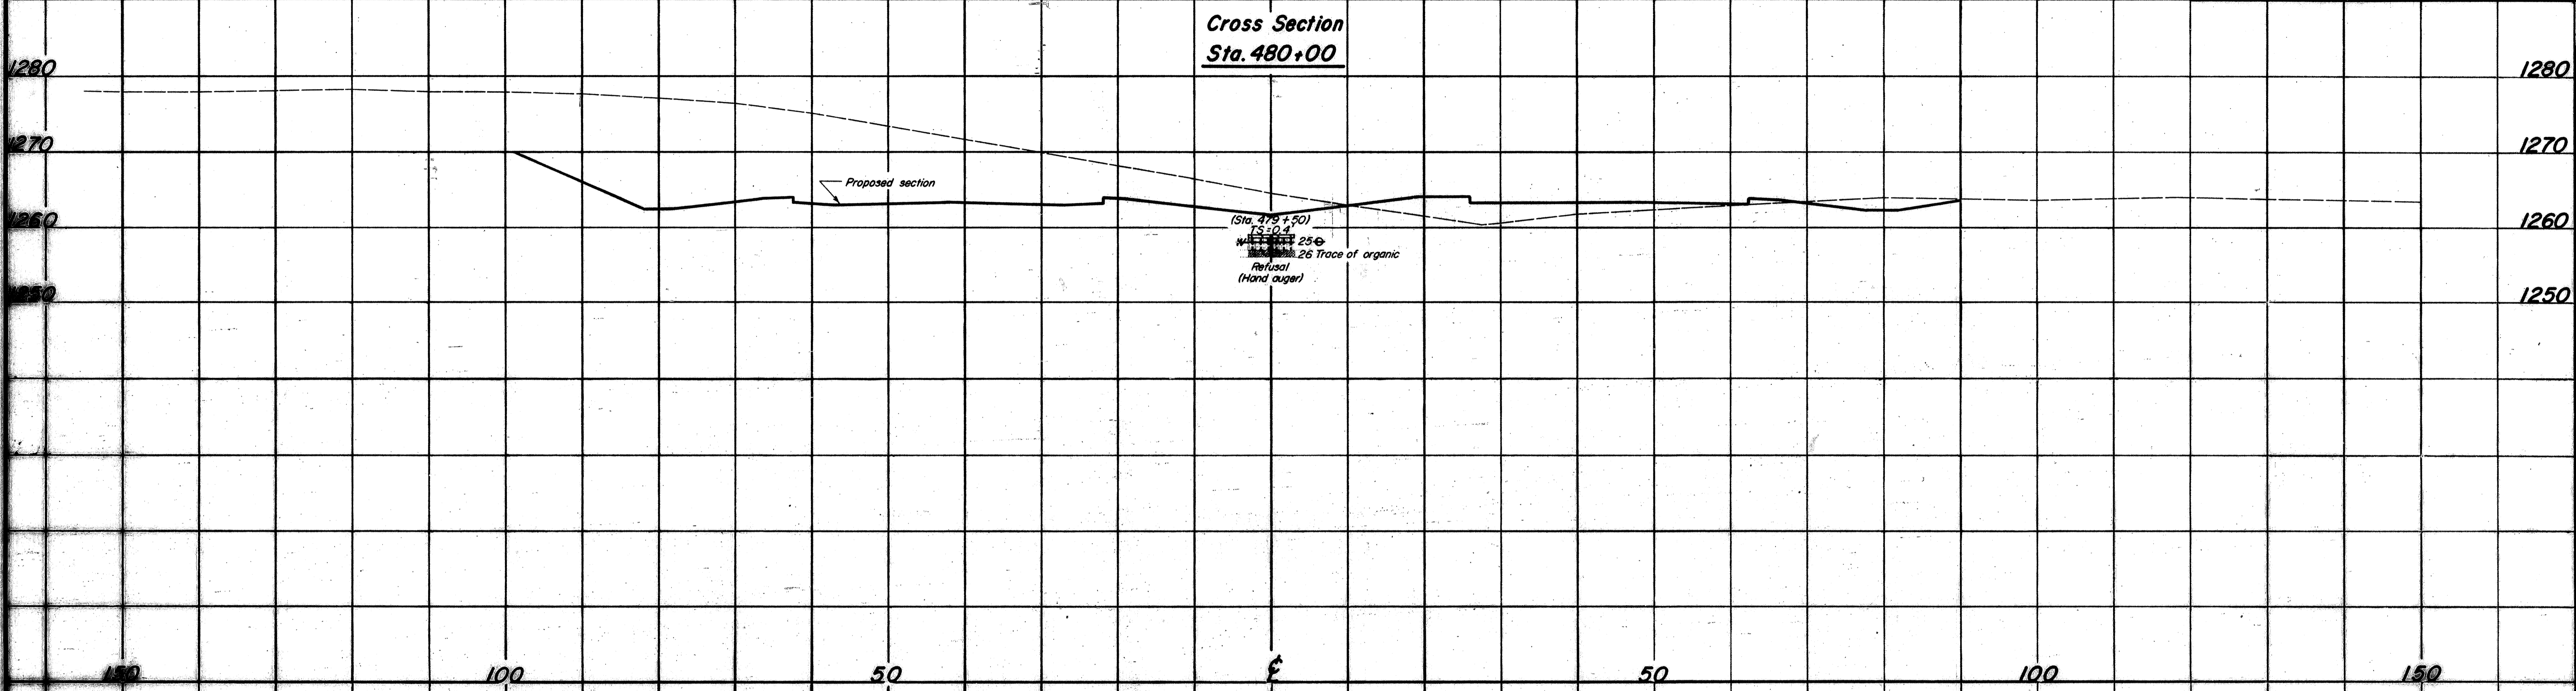 Cross Section
Sta. 480+00
1280
1280
1270
1270
Proposed section
1260
1260
(Sta. 479+50)
TS=0.4'
W
25
26 Trace of organic
Refusal
(Hand auger)
1250
1250
150
100
50
℄
50
100
150